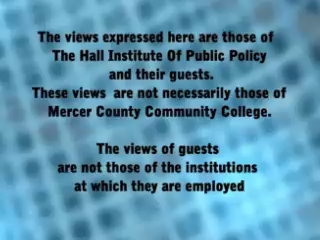 The views expressed here are those of
The Hall Institute Of Public Policy
and their guests.
These views are not necessarily those of
Mercer County Community College.
The views of guests
are not those of the institutions
at which they are employed